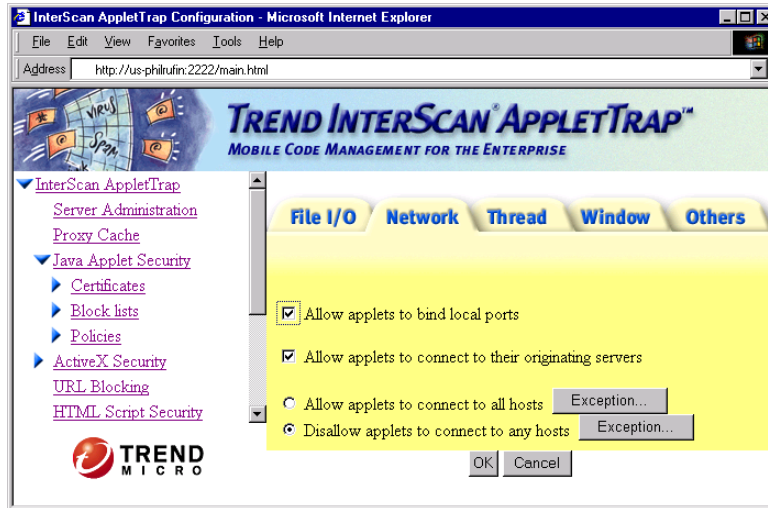 InterScan AppletTrap Configuration - Microsoft Internet Explorer
File Edit View Favorites Tools Help
Address http://us-philrufin:2222/main.html
VIRUS
SPAM
TREND INTERSCAN® APPLETTRAP™
MOBILE CODE MANAGEMENT FOR THE ENTERPRISE
InterScan AppletTrap
Server Administration
Proxy Cache
Java Applet Security
Certificates
Block lists
Policies
ActiveX Security
URL Blocking
HTML Script Security
TREND
MICRO
File I/O Network Thread Window Others
Allow applets to bind local ports
Allow applets to connect to their originating servers
Allow applets to connect to all hosts Exception...
Disallow applets to connect to any hosts Exception...
OK Cancel